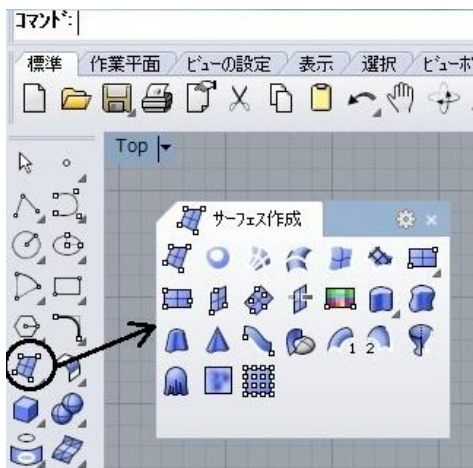 コマンド:
標準 作業平面 ビューの設定 表示 選択 ビューポ
Top
サーフェス作成
1 2